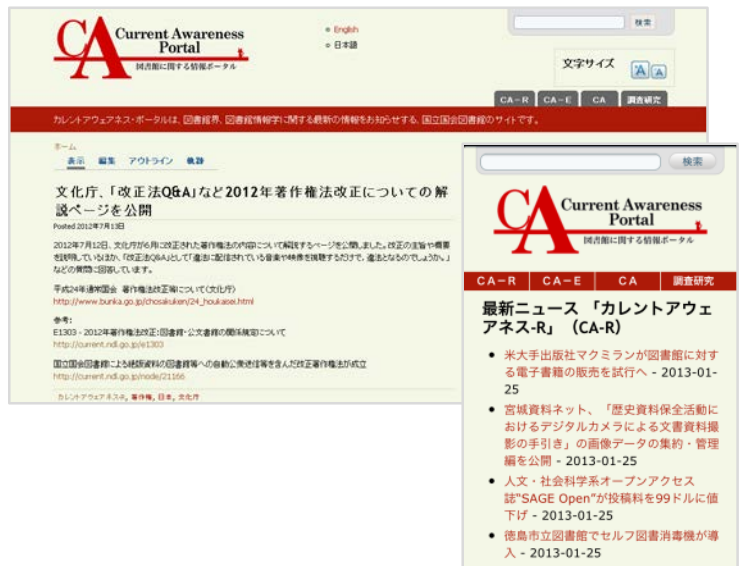 Current Awareness
Portal
図書館に関する情報ポータル
English
日本語
検索
文字サイズ
A A
CA-R CA-E CA 調査研究
カレントアウェアネス・ポータルは、図書館界、図書館情報学に関する最新の情報をお知らせする、国立国会図書館のサイトです。
ホーム
表示 編集 アウトライン 軌跡
文化庁、「改正法Q&A」など2012年著作権法改正についての解
説ページを公開
Posted 2012年7月13日
2012年7月12日、文化庁が6月に改正された著作権法の内容について解説するページを公開しました。改正の主旨や概要
を説明しているほか、「改正法Q&A」として「違法に配信されている音楽や映像を視聴するだけで、違法となるのでしょうか。」
などの質問に回答しています。
平成24年通常国会 著作権法改正等について(文化庁)
http://www.bunka.go.jp/chosakuken/24_houkaisei.html
参考:
E1303 - 2012年著作権法改正:図書館・公文書館の関係規定について
http://current.ndl.go.jp/e1303
国立国会図書館による絶版資料の図書館等への自動公衆送信等を含んだ改正著作権法が成立
http://current.ndl.go.jp/node/21166
カレントアウェアネス-R, 著作権, 日本, 文化庁
検索
CA
Current Awareness
Portal
図書館に関する情報ポータル
CA-R CA-E CA 調査研究
最新ニュース 「カレントアウェ
アネス-R」(CA-R)
米大手出版社マクミランが図書館に対す
る電子書籍の販売を試行へ - 2013-01-
25
宮城資料ネット、「歴史資料保全活動に
おけるデジタルカメラによる文書資料撮
影の手引き」の画像データの集約・管理
編を公開 - 2013-01-25
人文・社会科学系オープンアクセス
誌"SAGE Open"が投稿料を99ドルに値
下げ - 2013-01-25
徳島市立図書館でセルフ図書消毒機が導
入 - 2013-01-25